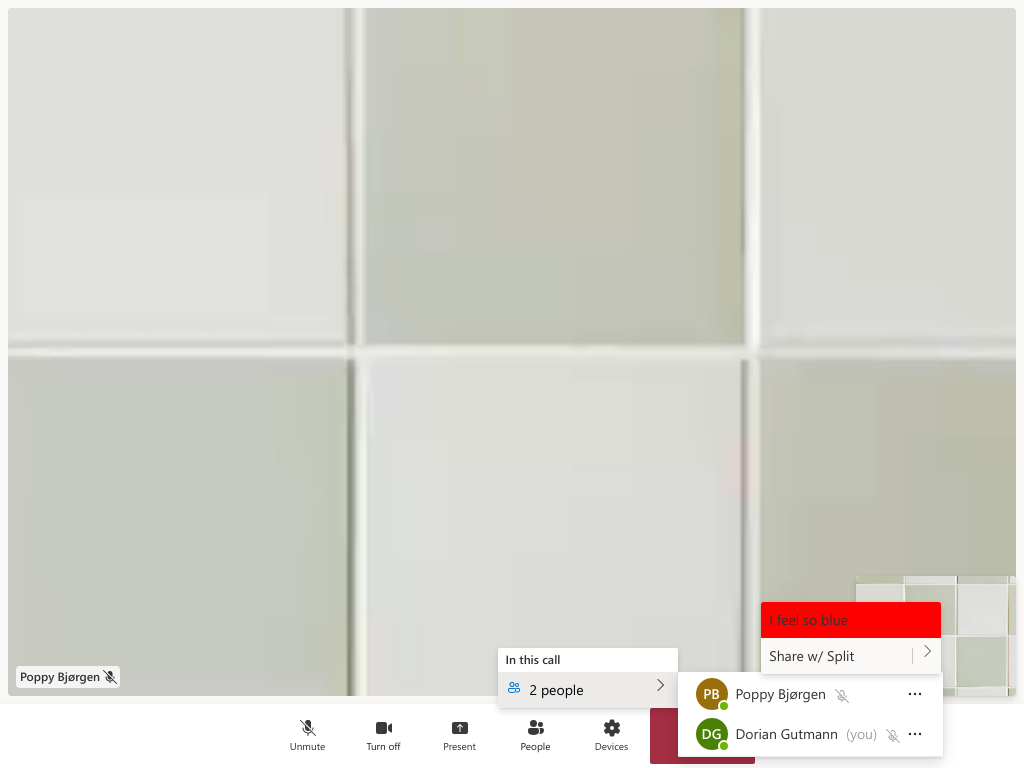 I feel so blue
Share w/ Split
In this call
2 people
Poppy Bjørgen
PB Poppy Bjørgen
DG Dorian Gutmann (you)
Unmute
Turn off
Present
People
Devices